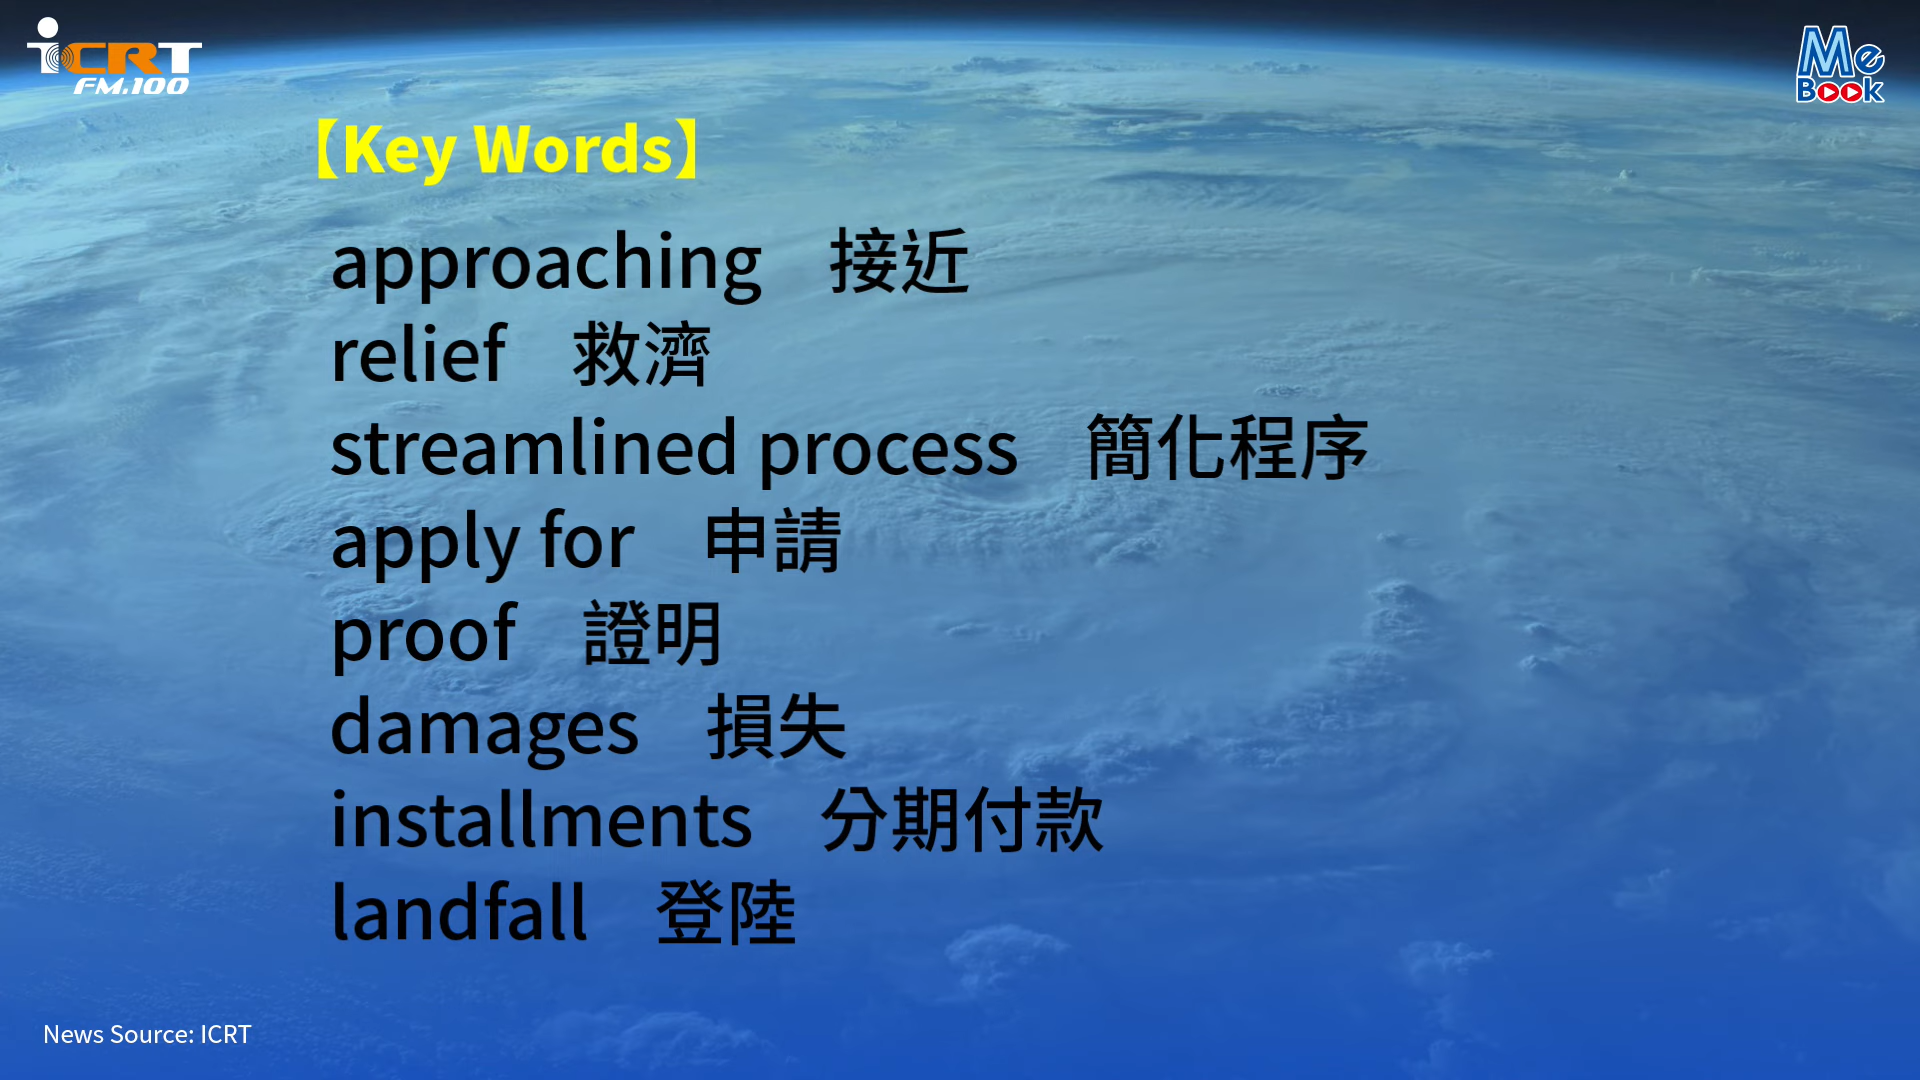 iCRT
FM.100
Me
Book
【Key Words】
approaching 接近
relief 救濟
streamlined process 簡化程序
apply for 申請
proof 證明
damages 損失
installments 分期付款
landfall 登陸
News Source: ICRT